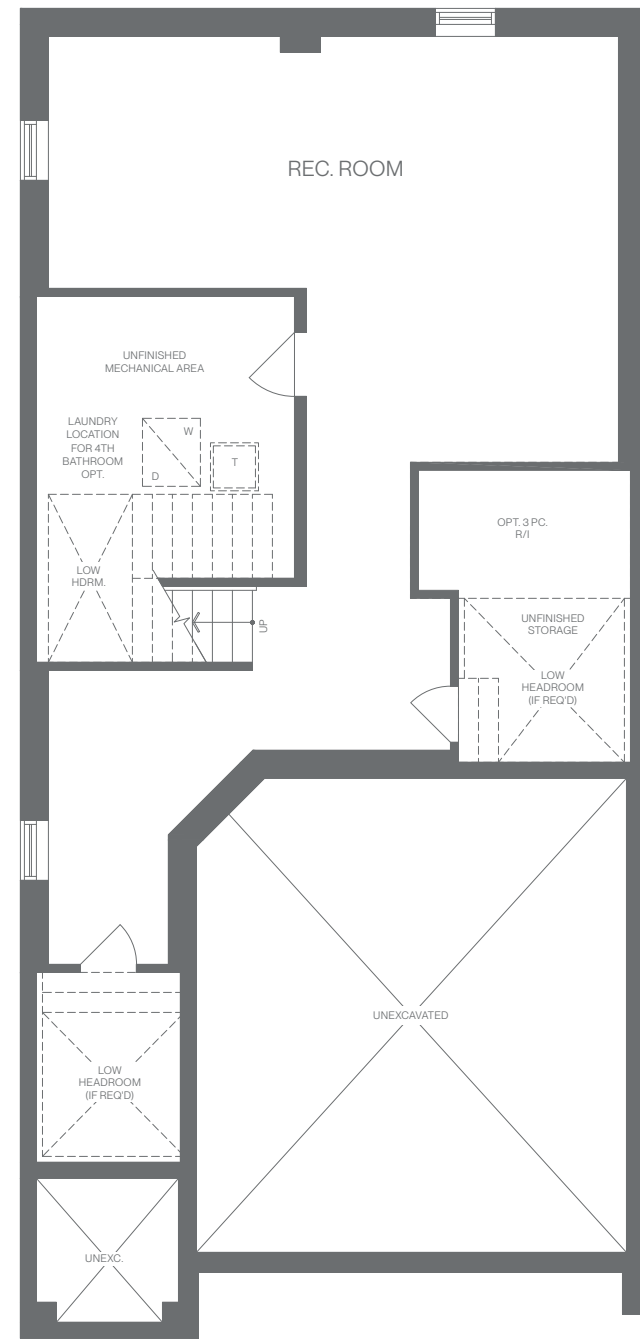 REC. ROOM
UNFINISHED
MECHANICAL AREA
LAUNDRY
LOCATION
FOR 4TH
BATHROOM
OPT.
W
D
T
LOW
HDRM.
UP
OPT. 3 PC.
R/I
UNFINISHED
STORAGE
LOW
HEADROOM
(IF REQ'D)
UNEXCAVATED
LOW
HEADROOM
(IF REQ'D)
UNEXC.